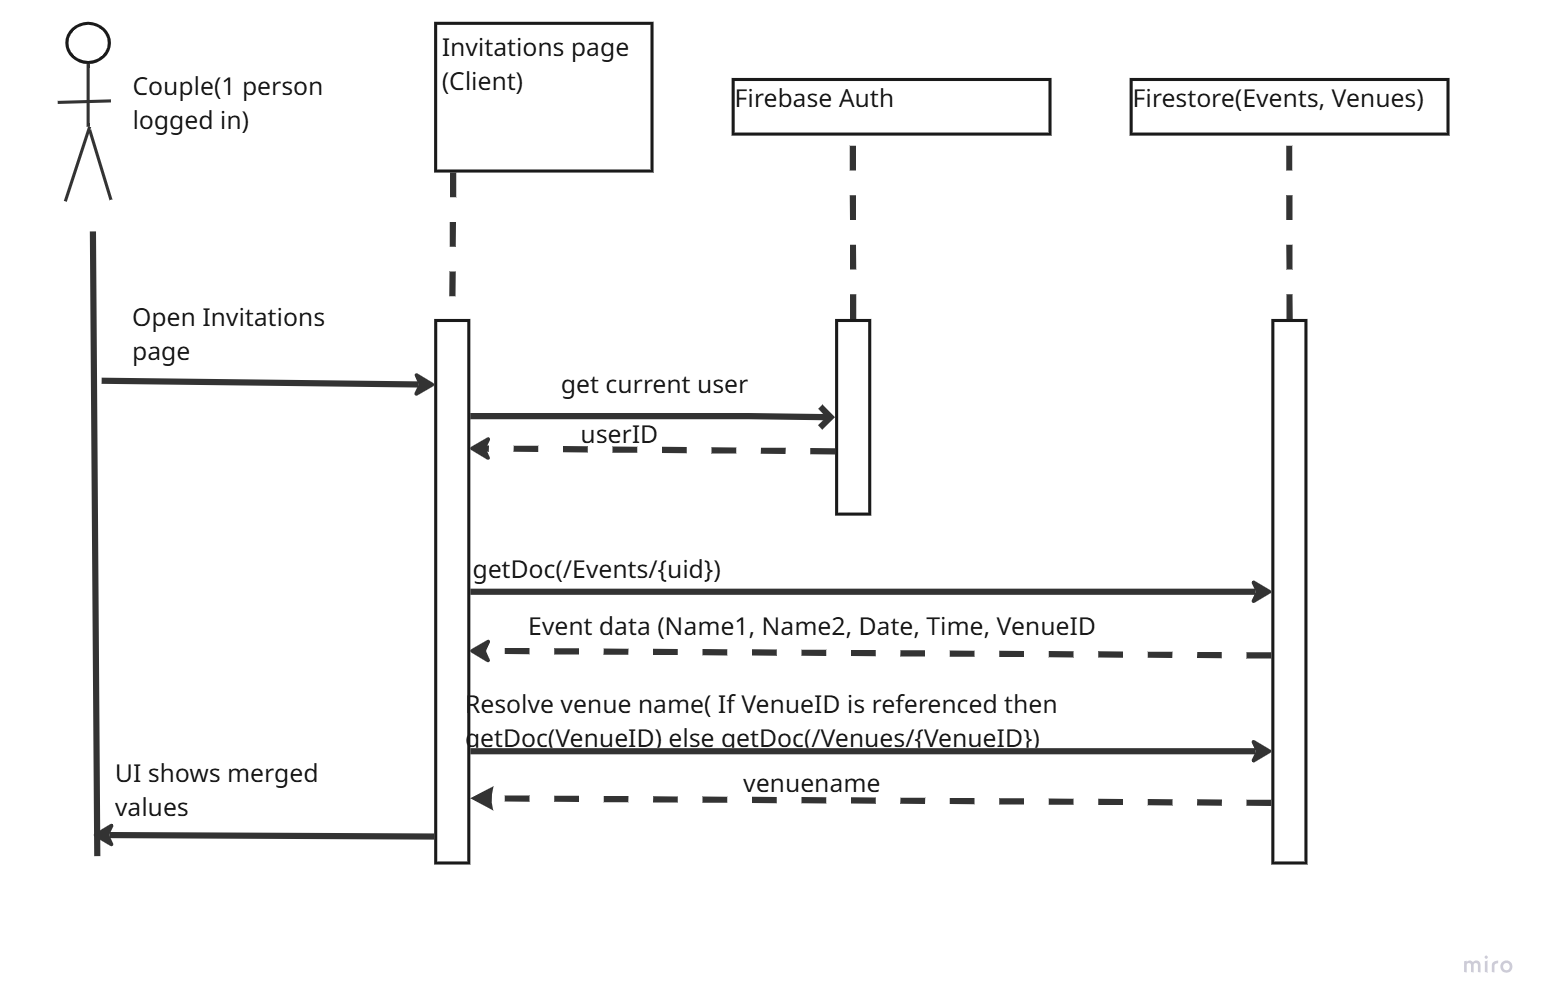 Couple(1 person
logged in)
Invitations page
(Client)
Firebase Auth
Firestore(Events, Venues)
Open Invitations
page
get current user
userID
getDoc(/Events/{uid})
Event data (Name1, Name2, Date, Time, VenueID
Resolve venue name( If VenueID is referenced then
getDoc(VenueID) else getDoc(/Venues/{VenueID})
venuename
UI shows merged
values
miro